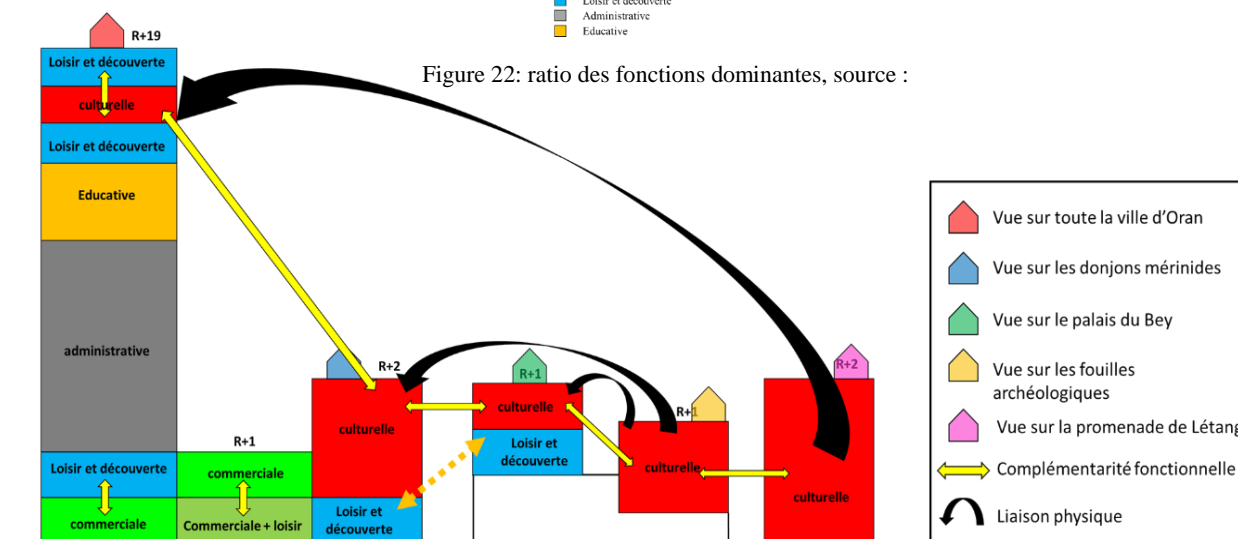 Loisir et découverte
Administrative
Educative
Figure 22: ratio des fonctions dominantes, source :
R+19
Loisir et découverte
culturelle
Loisir et découverte
Educative
administrative
Loisir et découverte
commerciale
R+1
commerciale
Commerciale + loisir
R+2
culturelle
Loisir et
découverte
R+1
culturelle
Loisir et
découverte
R+1
culturelle
R+2
culturelle
Vue sur toute la ville d'Oran
Vue sur les donjons mérinides
Vue sur le palais du Bey
Vue sur les fouilles
archéologiques
Vue sur la promenade de Létang
Complémentarité fonctionnelle
Liaison physique